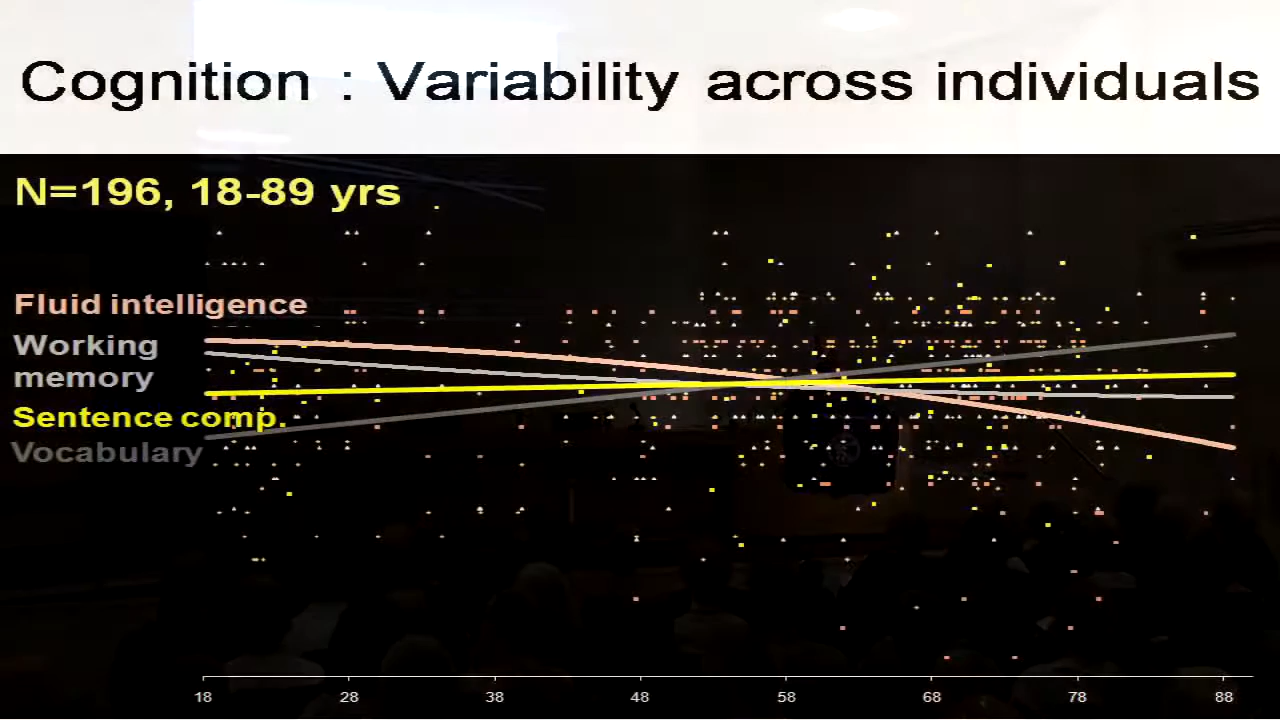 Cognition : Variability across individuals
N=196, 18-89 yrs
Fluid intelligence
Working
memory
Sentence comp.
Vocabulary
18 28 38 48 58 68 78 88